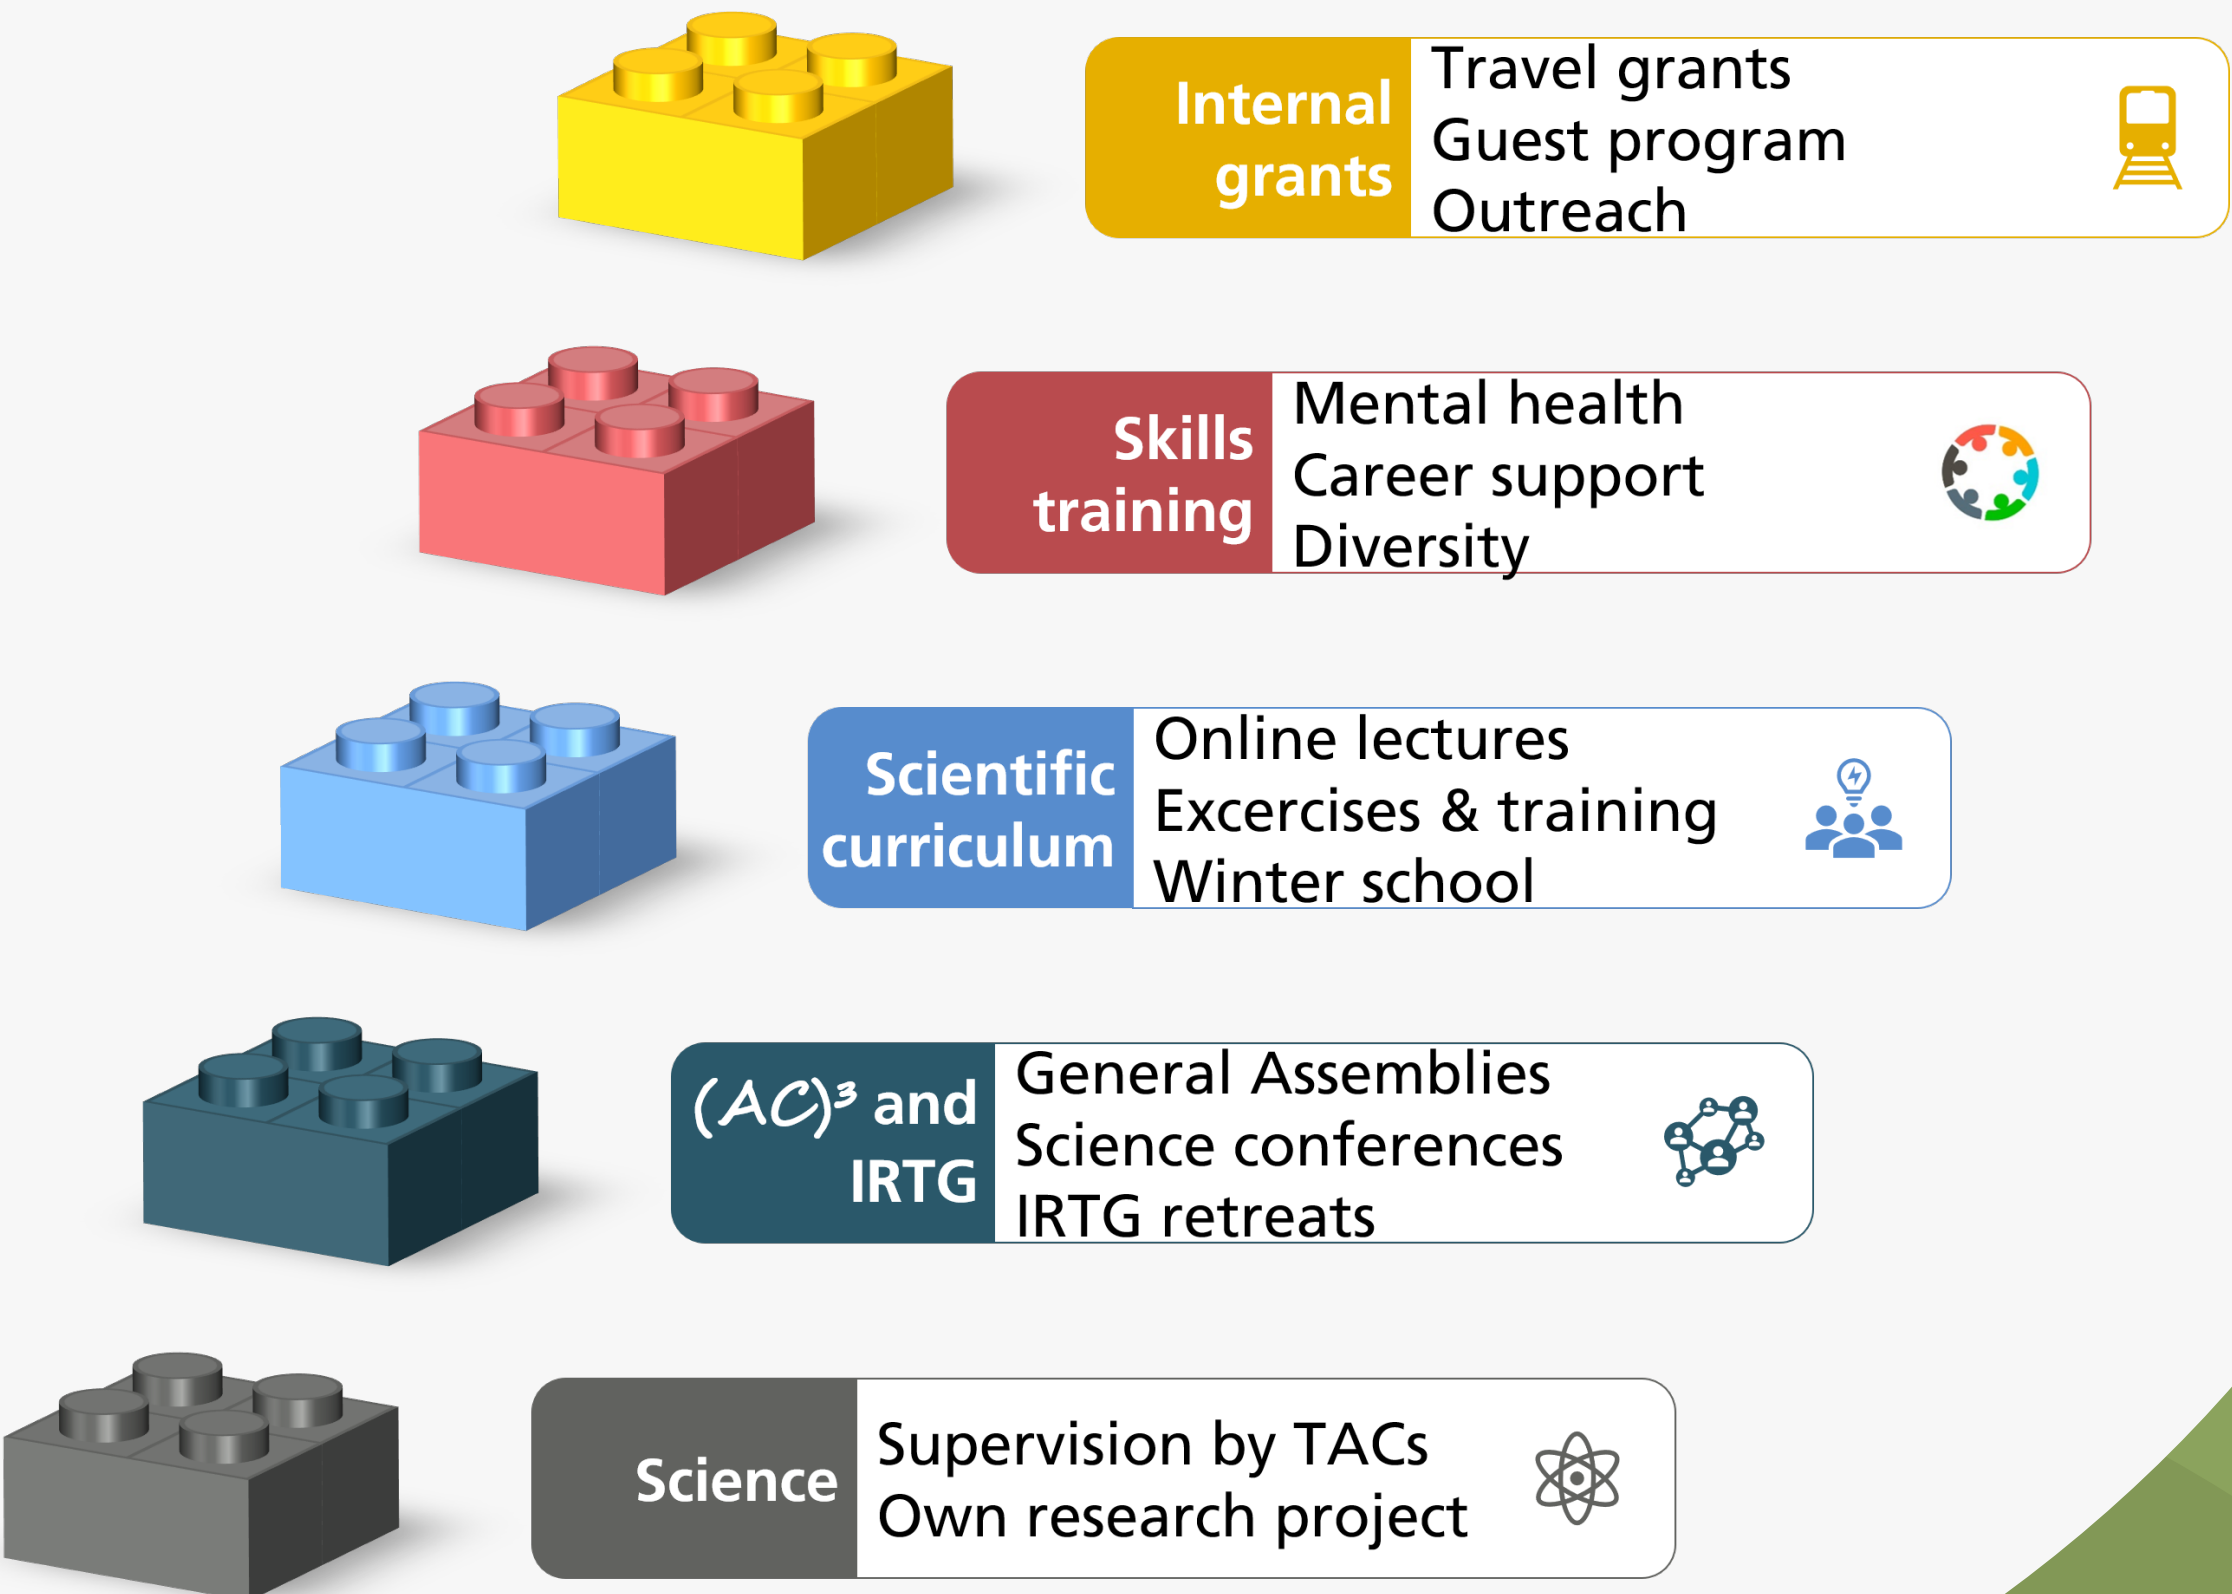 Internal
grants
Travel grants
Guest program
Outreach
Skills
training
Mental health
Career support
Diversity
Scientific
curriculum
Online lectures
Excercises & training
Winter school
(AC)³ and
IRTG
General Assemblies
Science conferences
IRTG retreats
Science
Supervision by TACs
Own research project